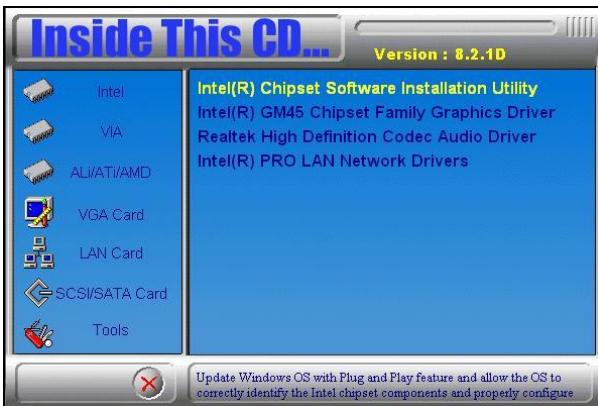 Inside This CD...
Version : 8.2.1D
Intel
VIA
ALi/ATi/AMD
VGA Card
LAN Card
SCSI/SATA Card
Tools
Intel(R) Chipset Software Installation Utility
Intel(R) GM45 Chipset Family Graphics Driver
Realtek High Definition Codec Audio Driver
Intel(R) PRO LAN Network Drivers
Update Windows OS with Plug and Play feature and allow the OS to
correctly identify the Intel chipset components and properly configure